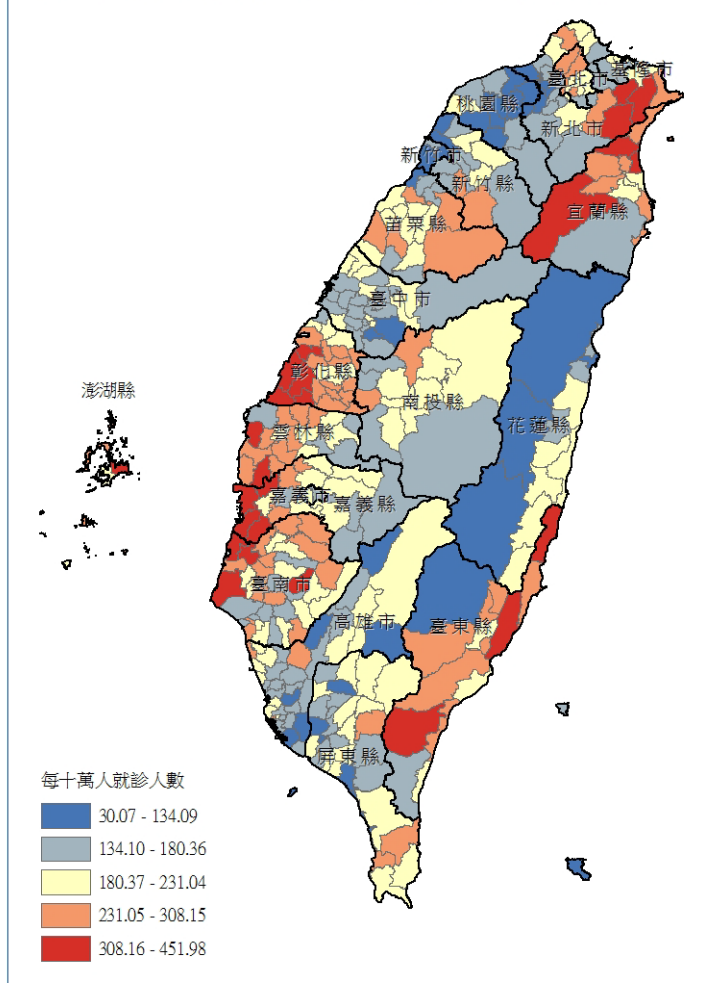 基隆市
臺北市
桃園縣
新北市
新竹市
新竹縣
宜蘭縣
苗栗縣
臺中市
彰化縣
澎湖縣
南投縣
花蓮縣
雲林縣
嘉義市
嘉義縣
臺南市
高雄市
臺東縣
屏東縣
每十萬人就診人數
30.07 - 134.09
134.10 - 180.36
180.37 - 231.04
231.05 - 308.15
308.16 - 451.98